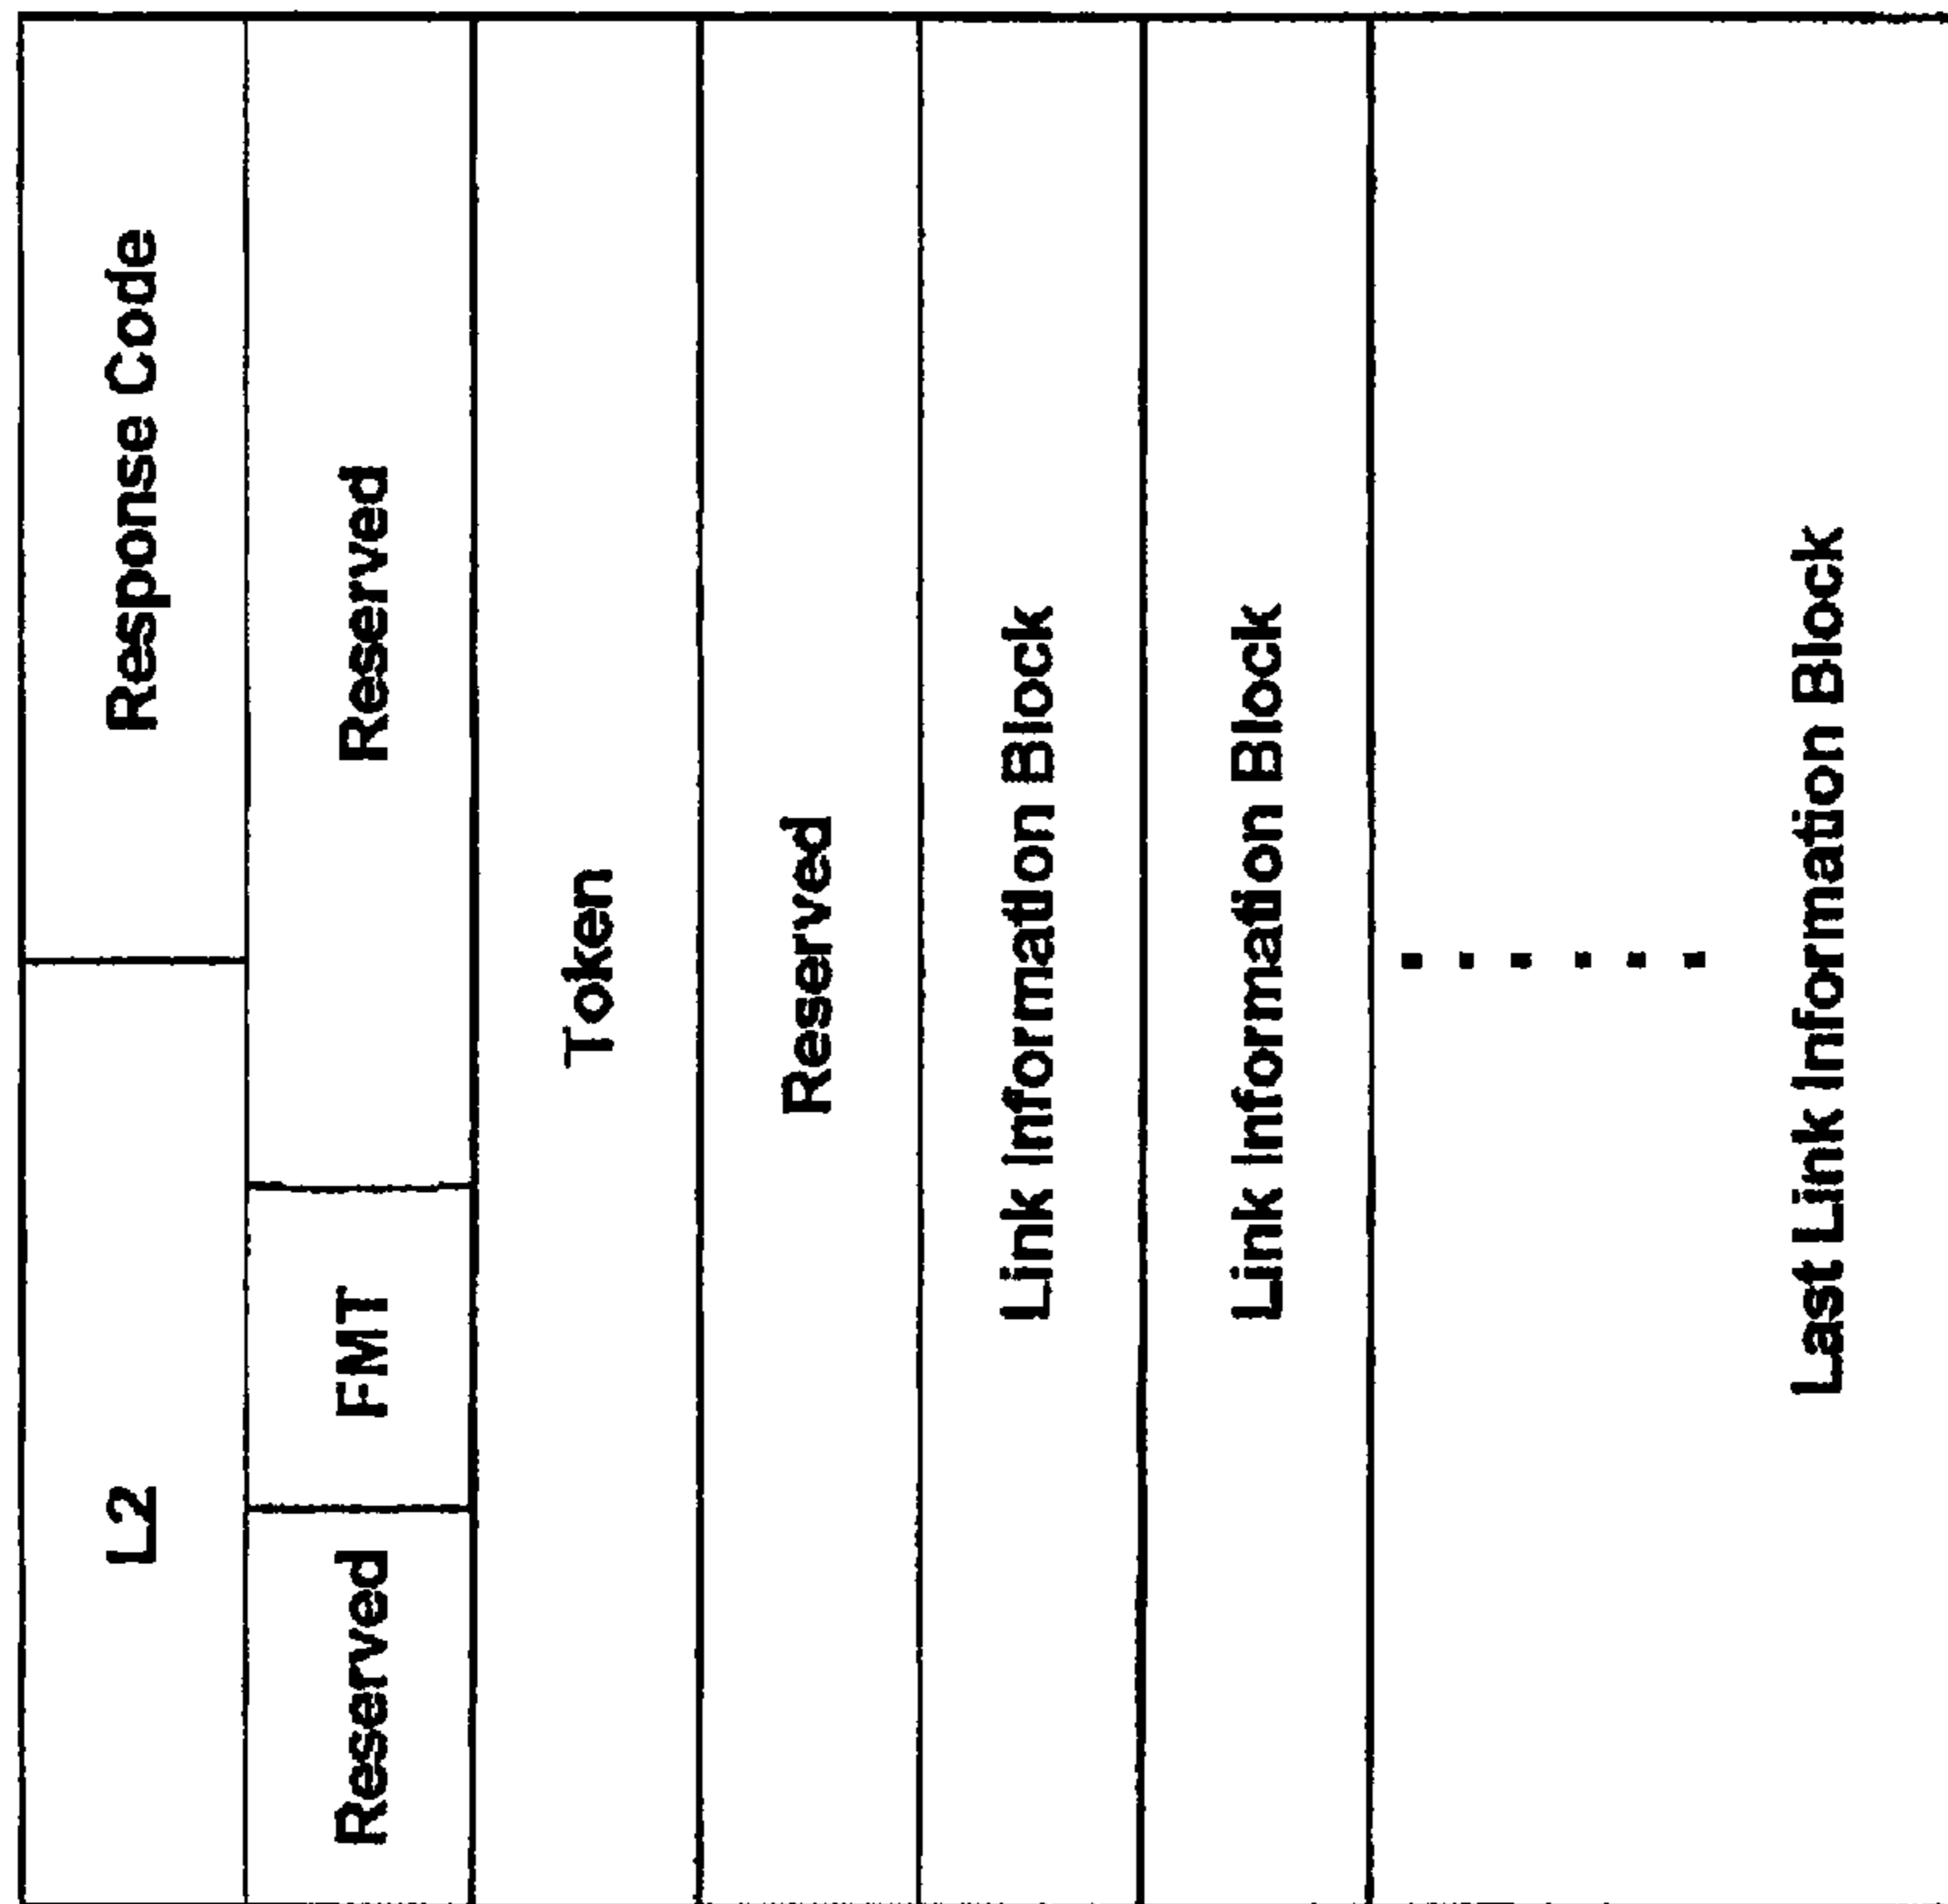 L2
Response Code
Reserved
FMT
Reserved
Token
Reserved
Link Information Block
Link Information Block
......
Last Link Information Block